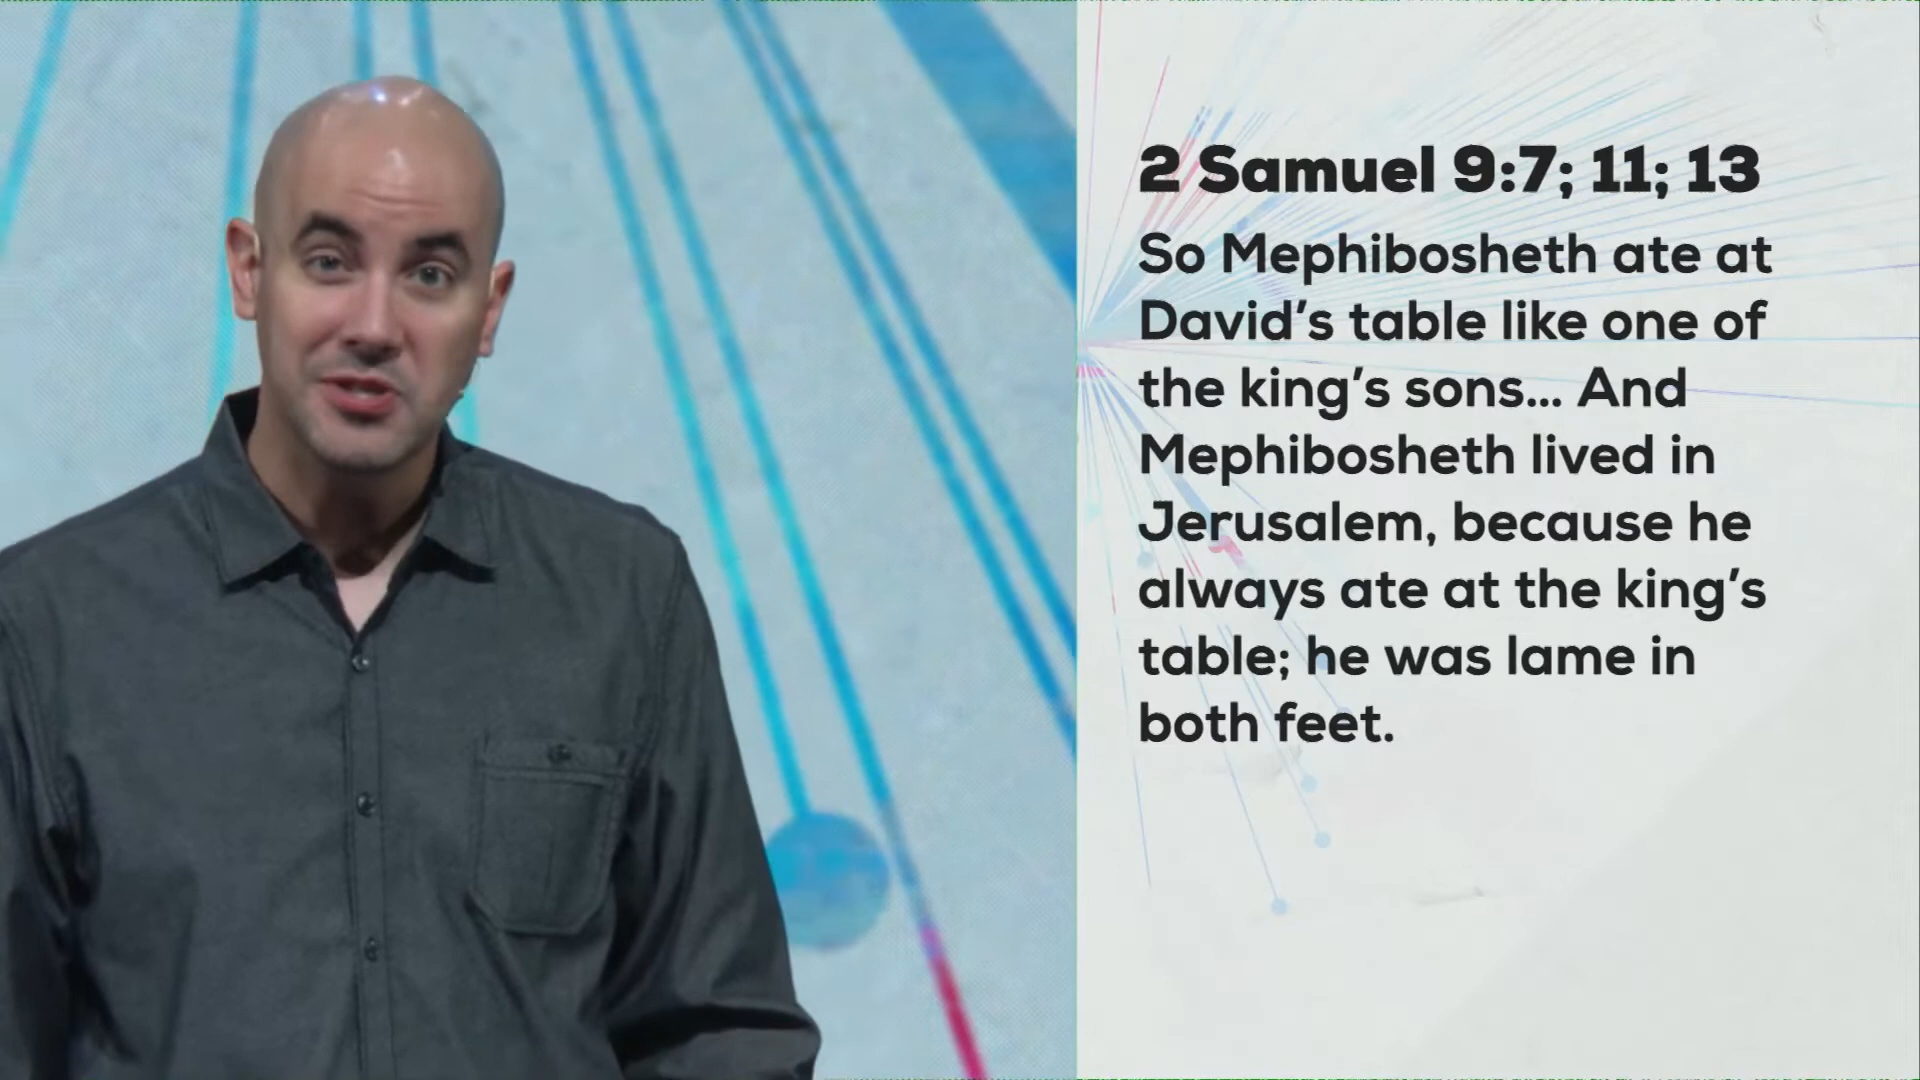 2 Samuel 9:7; 11; 13
So Mephibosheth ate at
David’s table like one of
the king’s sons... And
Mephibosheth lived in
Jerusalem, because he
always ate at the king’s
table; he was lame in
both feet.